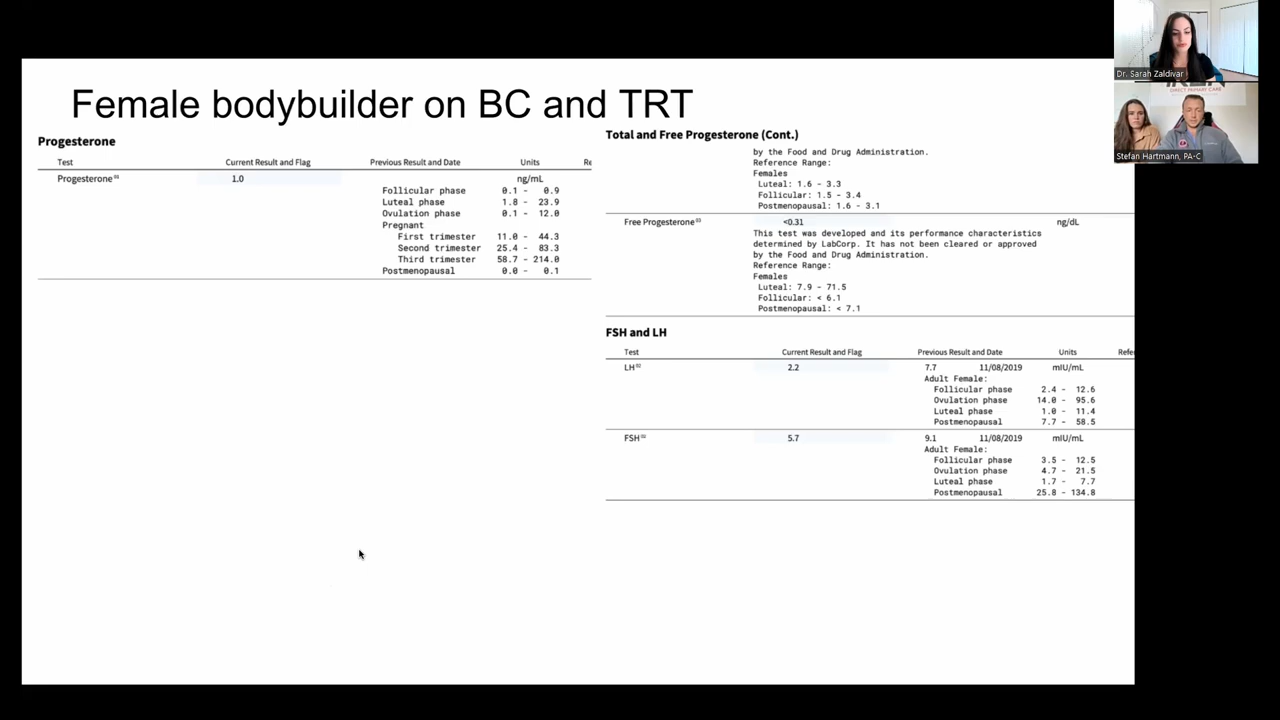 Female bodybuilder on BC and TRT
Progesterone
Test Current Result and Flag Previous Result and Date Units Re
Progesterone 01 1.0 ng/mL
Follicular phase 0.1 - 0.9
Luteal phase 1.8 - 23.9
Ovulation phase 0.1 - 12.0
Pregnant
First trimester 11.0 - 44.3
Second trimester 25.4 - 83.3
Third trimester 58.7 - 214.0
Postmenopausal 0.0 - 0.1
Total and Free Progesterone (Cont.)
by the Food and Drug Administration.
Reference Range:
Females
Luteal: 1.6 - 3.3
Follicular: 1.5 - 3.4
Postmenopausal: 1.6 - 3.1
Free Progesterone 03 <0.31 ng/dL
This test was developed and its performance characteristics
determined by LabCorp. It has not been cleared or approved
by the Food and Drug Administration.
Reference Range:
Females
Luteal: 7.9 - 71.5
Follicular: < 6.1
Postmenopausal: < 7.1
FSH and LH
Test Current Result and Flag Previous Result and Date Units Refe
LH 02 2.2 7.7 11/08/2019 mIU/mL
Adult Female:
Follicular phase 2.4 - 12.6
Ovulation phase 14.0 - 95.6
Luteal phase 1.0 - 11.4
Postmenopausal 7.7 - 58.5
FSH 02 5.7 9.1 11/08/2019 mIU/mL
Adult Female:
Follicular phase 3.5 - 12.5
Ovulation phase 4.7 - 21.5
Luteal phase 1.7 - 7.7
Postmenopausal 25.8 - 134.8
Dr. Sarah Zaldivar
DIRECT PRIMARY CARE
Stefan Hartmann, PA-C